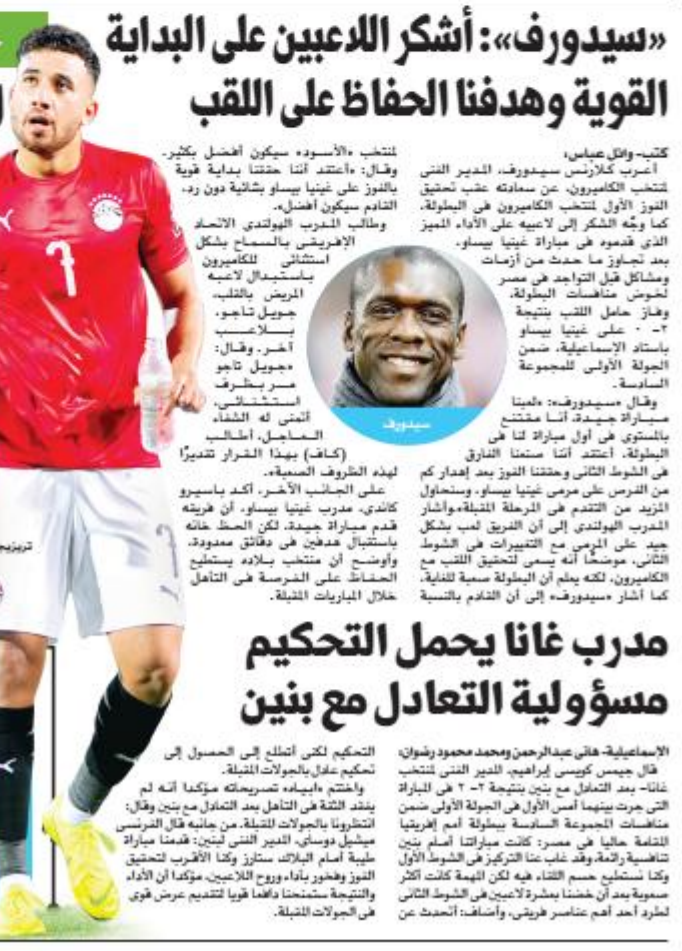 «سيدورف»: أشكر اللاعبين على البداية
القوية وهدفنا الحفاظ على اللقب
كتب- وائل عباس:
أعرب كلارنس سيدورف، المدير الفنى
لمنتخب الكاميرون، عن سعادته عقب تحقيق
الفوز الأول لمنتخب الكاميرون فى البطولة،
كما وجَّه الشكر إلى لاعبيه على الأداء المميز
الذى قدموه فى مباراة غينيا بيساو،
بعد تجاوز ما حدث من أزمات
ومشاكل قبل التواجد فى مصر
لخوض منافسات البطولة،
وفاز حامل اللقب بنتيجة
٢- ٠ على غينيا بيساو
باستاد الإسماعيلية، ضمن
الجولة الأولى للمجموعة
السادسة.
وقال «سيدورف»: «لعبنا
مباراة جيدة، أنا مقتنع
بالمستوى فى أول مباراة لنا فى
البطولة، أعتقد أننا صنعنا الفارق
فى الشوط الثانى وحققنا الفوز بعد إهدار كم
من الفرص على مرمى غينيا بيساو، وسنحاول
المزيد من التقدم فى المرحلة المقبلة»وأشار
المدرب الهولندى إلى أن الفريق لعب بشكل
جيد على المرمى مع التغييرات فى الشوط
الثانى، موضحًا أنه يسعى لتحقيق اللقب مع
الكاميرون، لكنه يعلم أن البطولة صعبة للغاية،
كما أشار «سيدورف» إلى أن القادم بالنسبة
لمنتخب «الأسود» سيكون أفضل بكثير،
وقال: «أعتقد أننا حققنا بداية قوية
بالفوز على غينيا بيساو بثنائية دون رد،
القادم سيكون أفضل».
وطالب المدرب الهولندى الاتحاد
الإفريقى بالسماح بشكل
استثنائى للكاميرون
باستبدال لاعبه
المريض بالقلب،
جويل تاجو،
بـلاعـب
آخر، وقال:
«جويل تاجو
مر بظرف
استثنائى،
أتمنى له الشفاء
العاجل، أطالب
(كاف) بهذا القرار تقديرًا
لهذه الظروف الصعبة».
على الجانب الآخر، أكد باسيرو
كاندى، مدرب غينيا بيساو، أن فريقه
قدم مباراة جيدة، لكن الحظ خانه
باستقبال هدفين فى دقائق معدودة،
وأوضح أن منتخب بلاده يستطيع
الحفاظ على الفرصة فى التأهل
خلال المباريات المقبلة.
سيدورف
7
7
مدرب غانا يحمل التحكيم
مسؤولية التعادل مع بنين
الإسماعيلية- هانى عبدالرحمن ومحمد محمود رضوان:
قال جيمس كويسى إبراهيم، المدير الفنى لمنتخب
غانا- بعد التعادل مع بنين بنتيجة ٢- ٢ فى المباراة
التى جرت بينهما أمس الأول فى الجولة الأولى ضمن
منافسات المجموعة السادسة ببطولة أمم إفريقيا
المقامة حاليا فى مصر: كانت مباراتنا أمام بنين
تنافسية رائعة، وقد غاب عنا التركيز فى الشوط الأول
وكنا نستطيع حسم اللقاء فيه لكن المهمة كانت أكثر
صعوبة بعد أن خضنا بعشرة لاعبين فى الشوط الثانى
لطرد أحد أهم عناصر فريقى، وأضاف: أتحدث عن
التحكيم لكنى أتطلع إلى الحصول إلى
تحكيم عادل بالجولات المقبلة.
واختتم «ابياه» تصريحاته مؤكدا أنه لم
يفقد الثقة فى التأهل بعد التعادل مع بنين وقال:
انتظرونا بالجولات المقبلة. من جانبه قال الفرنسى
ميشيل دوساى، المدير الفنى لبنين: قدمنا مباراة
طيبة أمام البلاك ستارز وكنا الأقرب لتحقيق
الفوز وفخور بأداء وروح اللاعبين، مؤكدا أن الأداء
والنتيجة ستمنحنا دافعا قويا لتقديم عرض قوى
فى الجولات المقبلة.